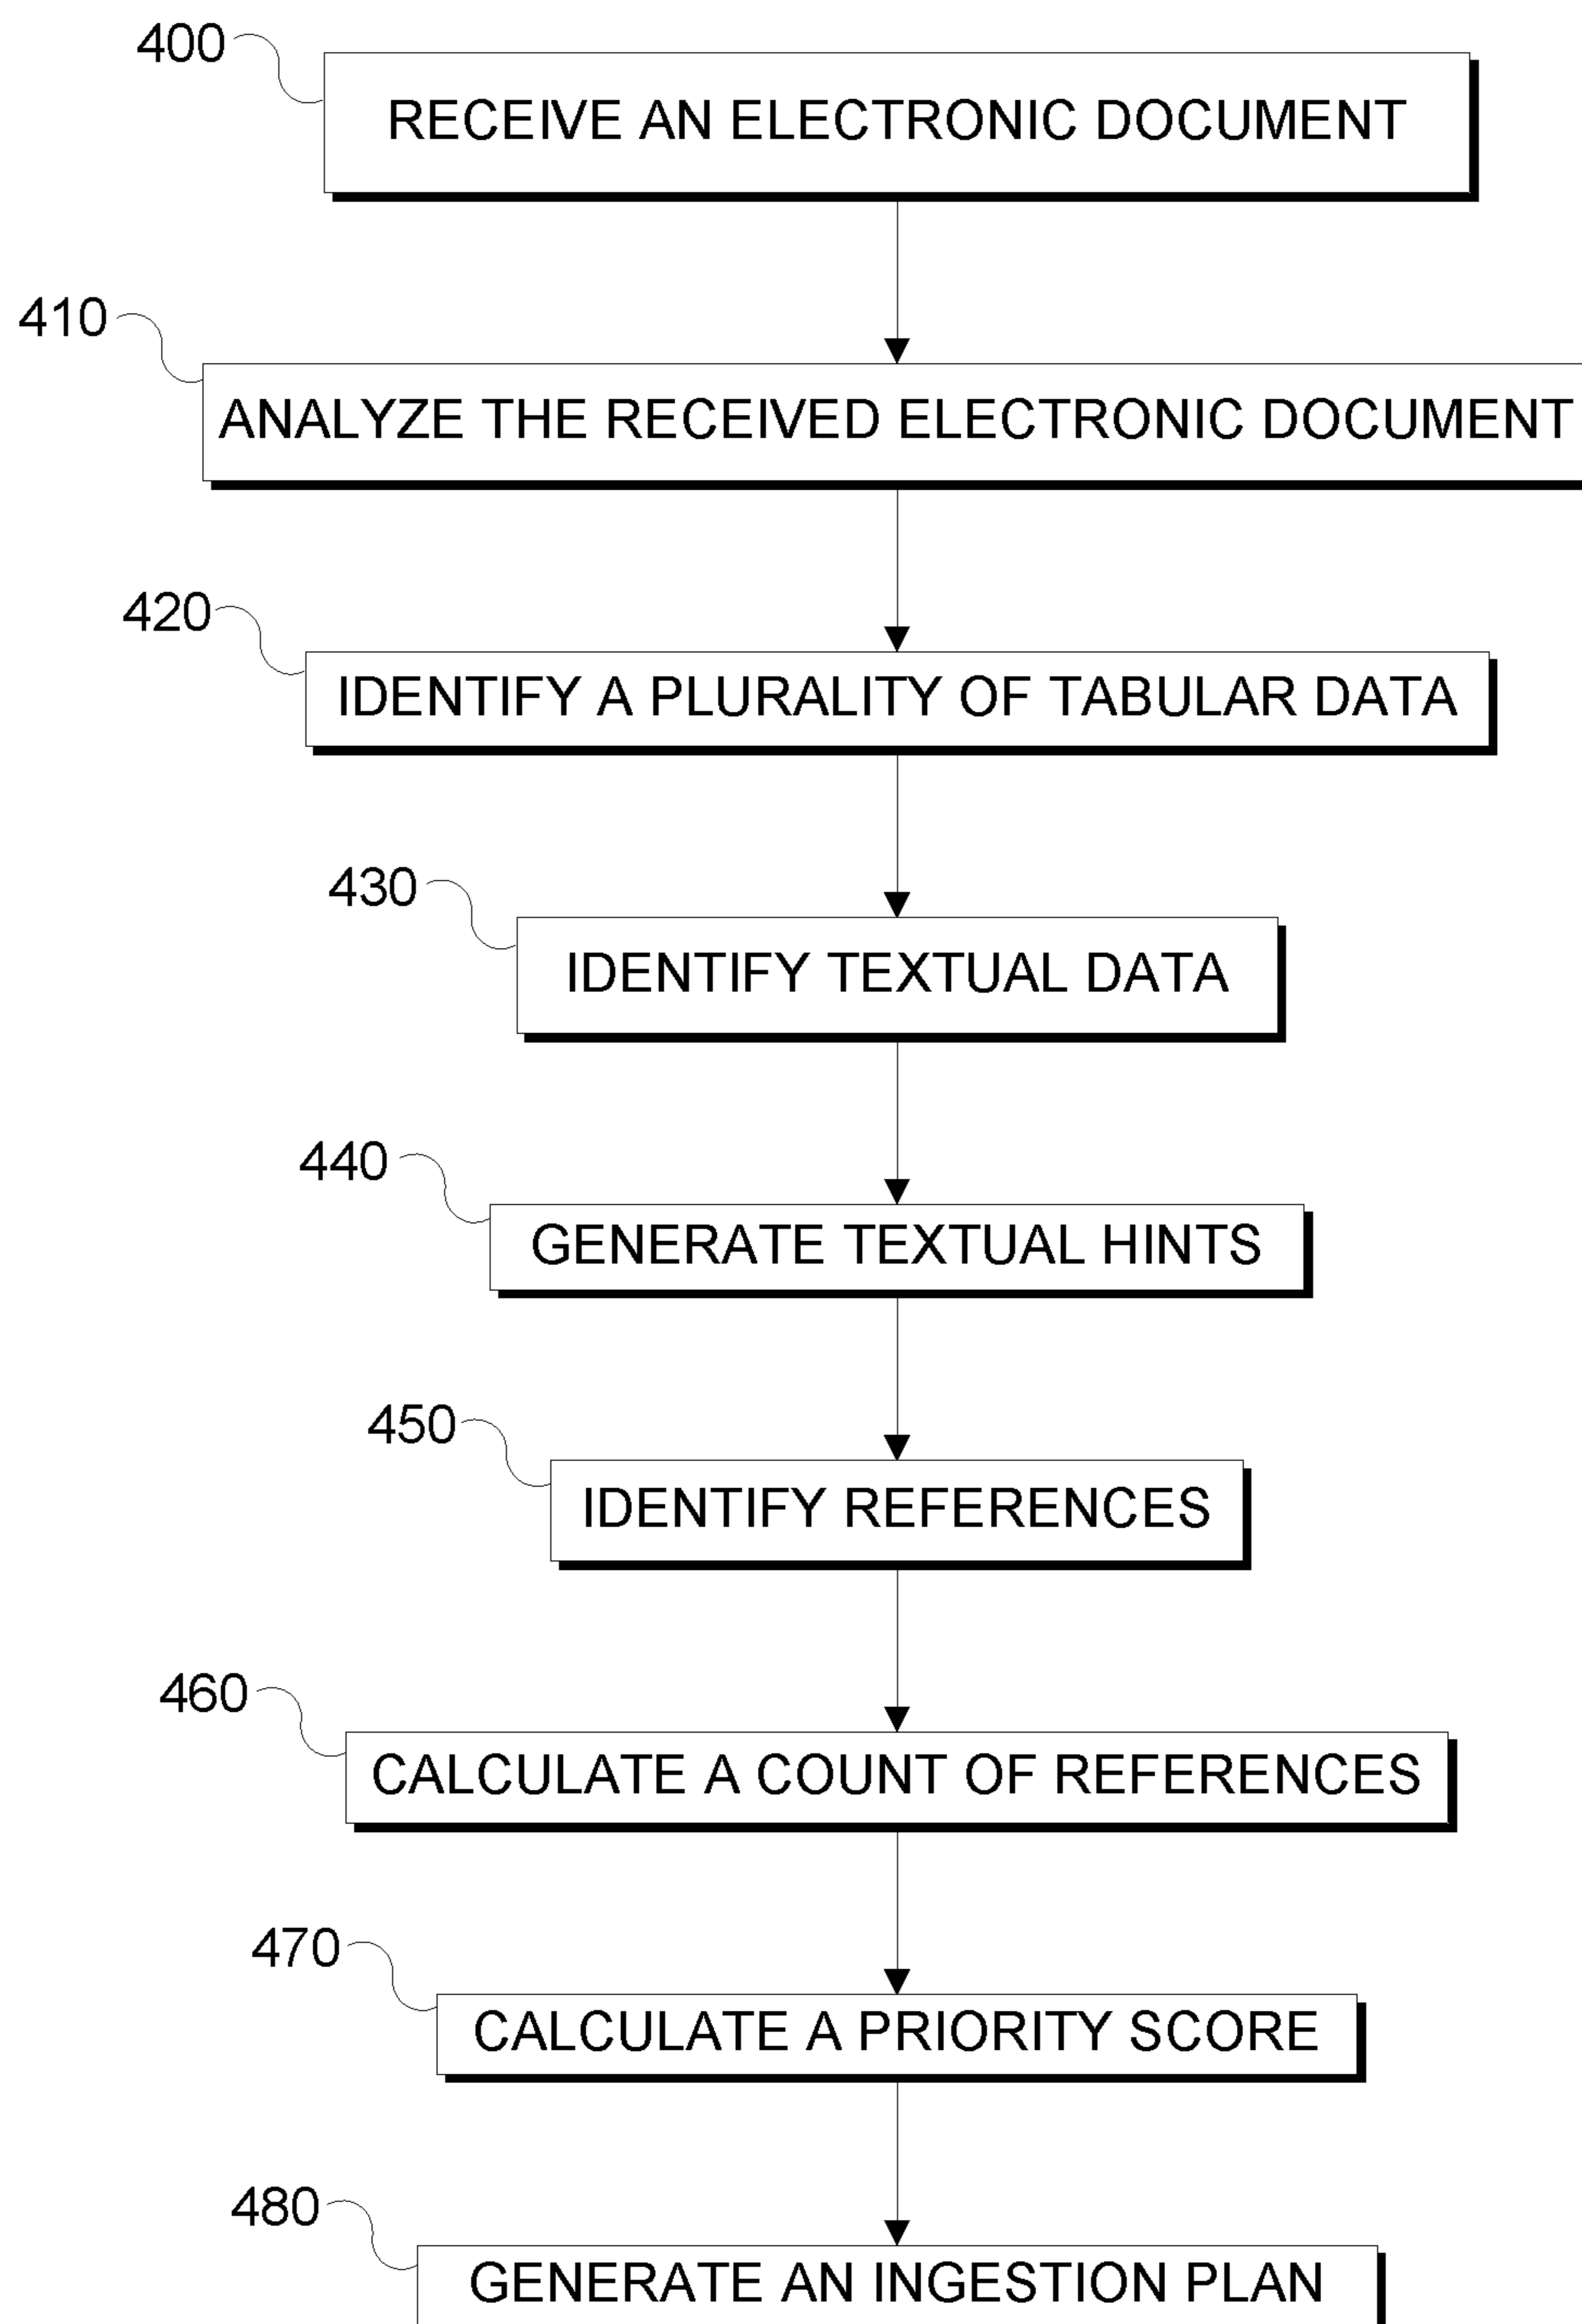 400
RECEIVE AN ELECTRONIC DOCUMENT
410
ANALYZE THE RECEIVED ELECTRONIC DOCUMENT
420
IDENTIFY A PLURALITY OF TABULAR DATA
430
IDENTIFY TEXTUAL DATA
440
GENERATE TEXTUAL HINTS
450
IDENTIFY REFERENCES
460
CALCULATE A COUNT OF REFERENCES
470
CALCULATE A PRIORITY SCORE
480
GENERATE AN INGESTION PLAN